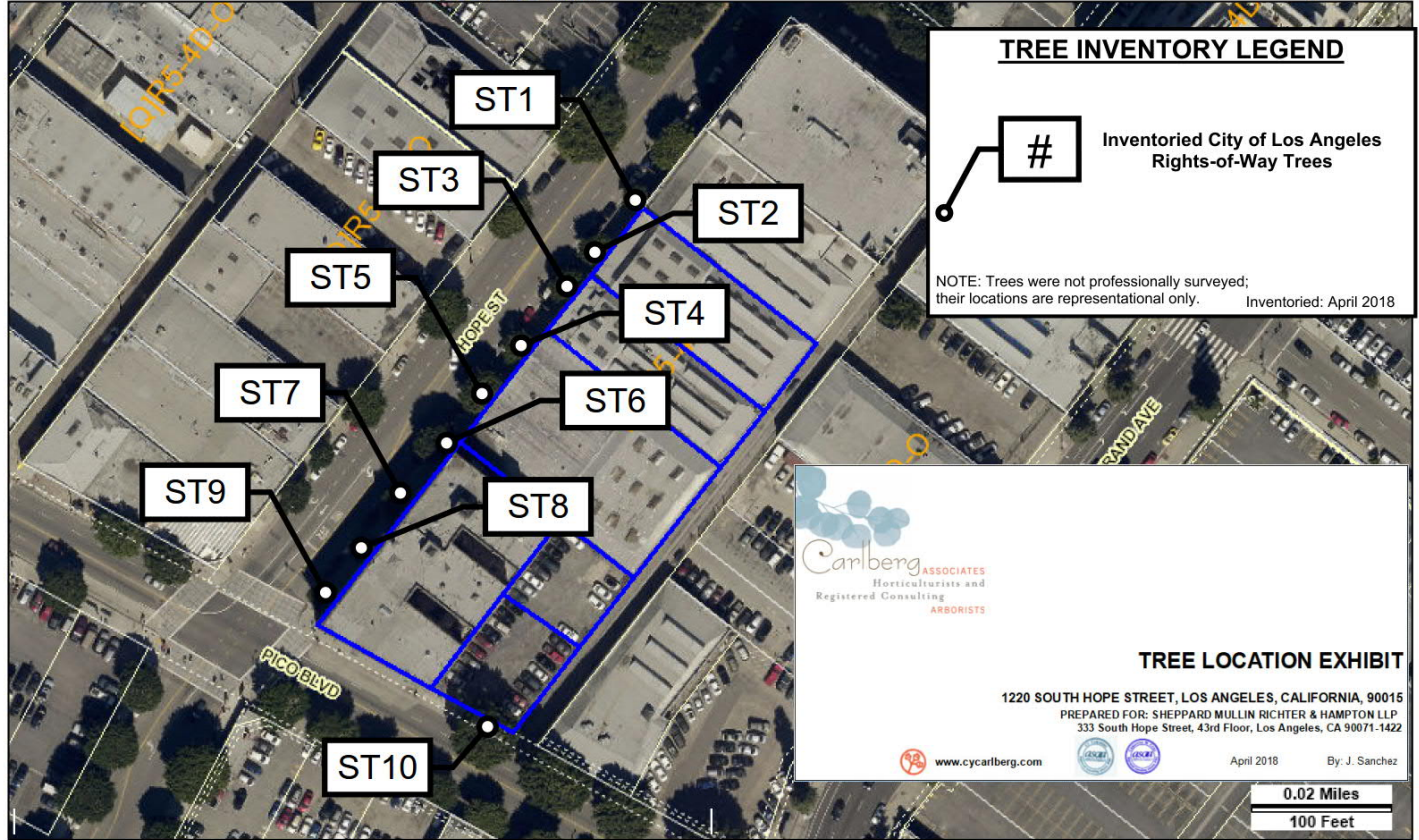 TREE INVENTORY LEGEND
#
Inventoried City of Los Angeles
Rights-of-Way Trees
NOTE: Trees were not professionally surveyed;
their locations are representational only.
Inventoried: April 2018
[Q]R5-4D-O
ST1
ST3
ST2
ST5
HOPE ST
ST4
ST7
ST6
ST9
ST8
RAND AVE
PICO BLVD
ST10
Carlberg ASSOCIATES
Horticulturists and
Registered Consulting
ARBORISTS
TREE LOCATION EXHIBIT
1220 SOUTH HOPE STREET, LOS ANGELES, CALIFORNIA, 90015
PREPARED FOR: SHEPPARD MULLIN RICHTER & HAMPTON LLP
333 South Hope Street, 43rd Floor, Los Angeles, CA 90071-1422
www.cycarlberg.com
April 2018
By: J. Sanchez
0.02 Miles
100 Feet